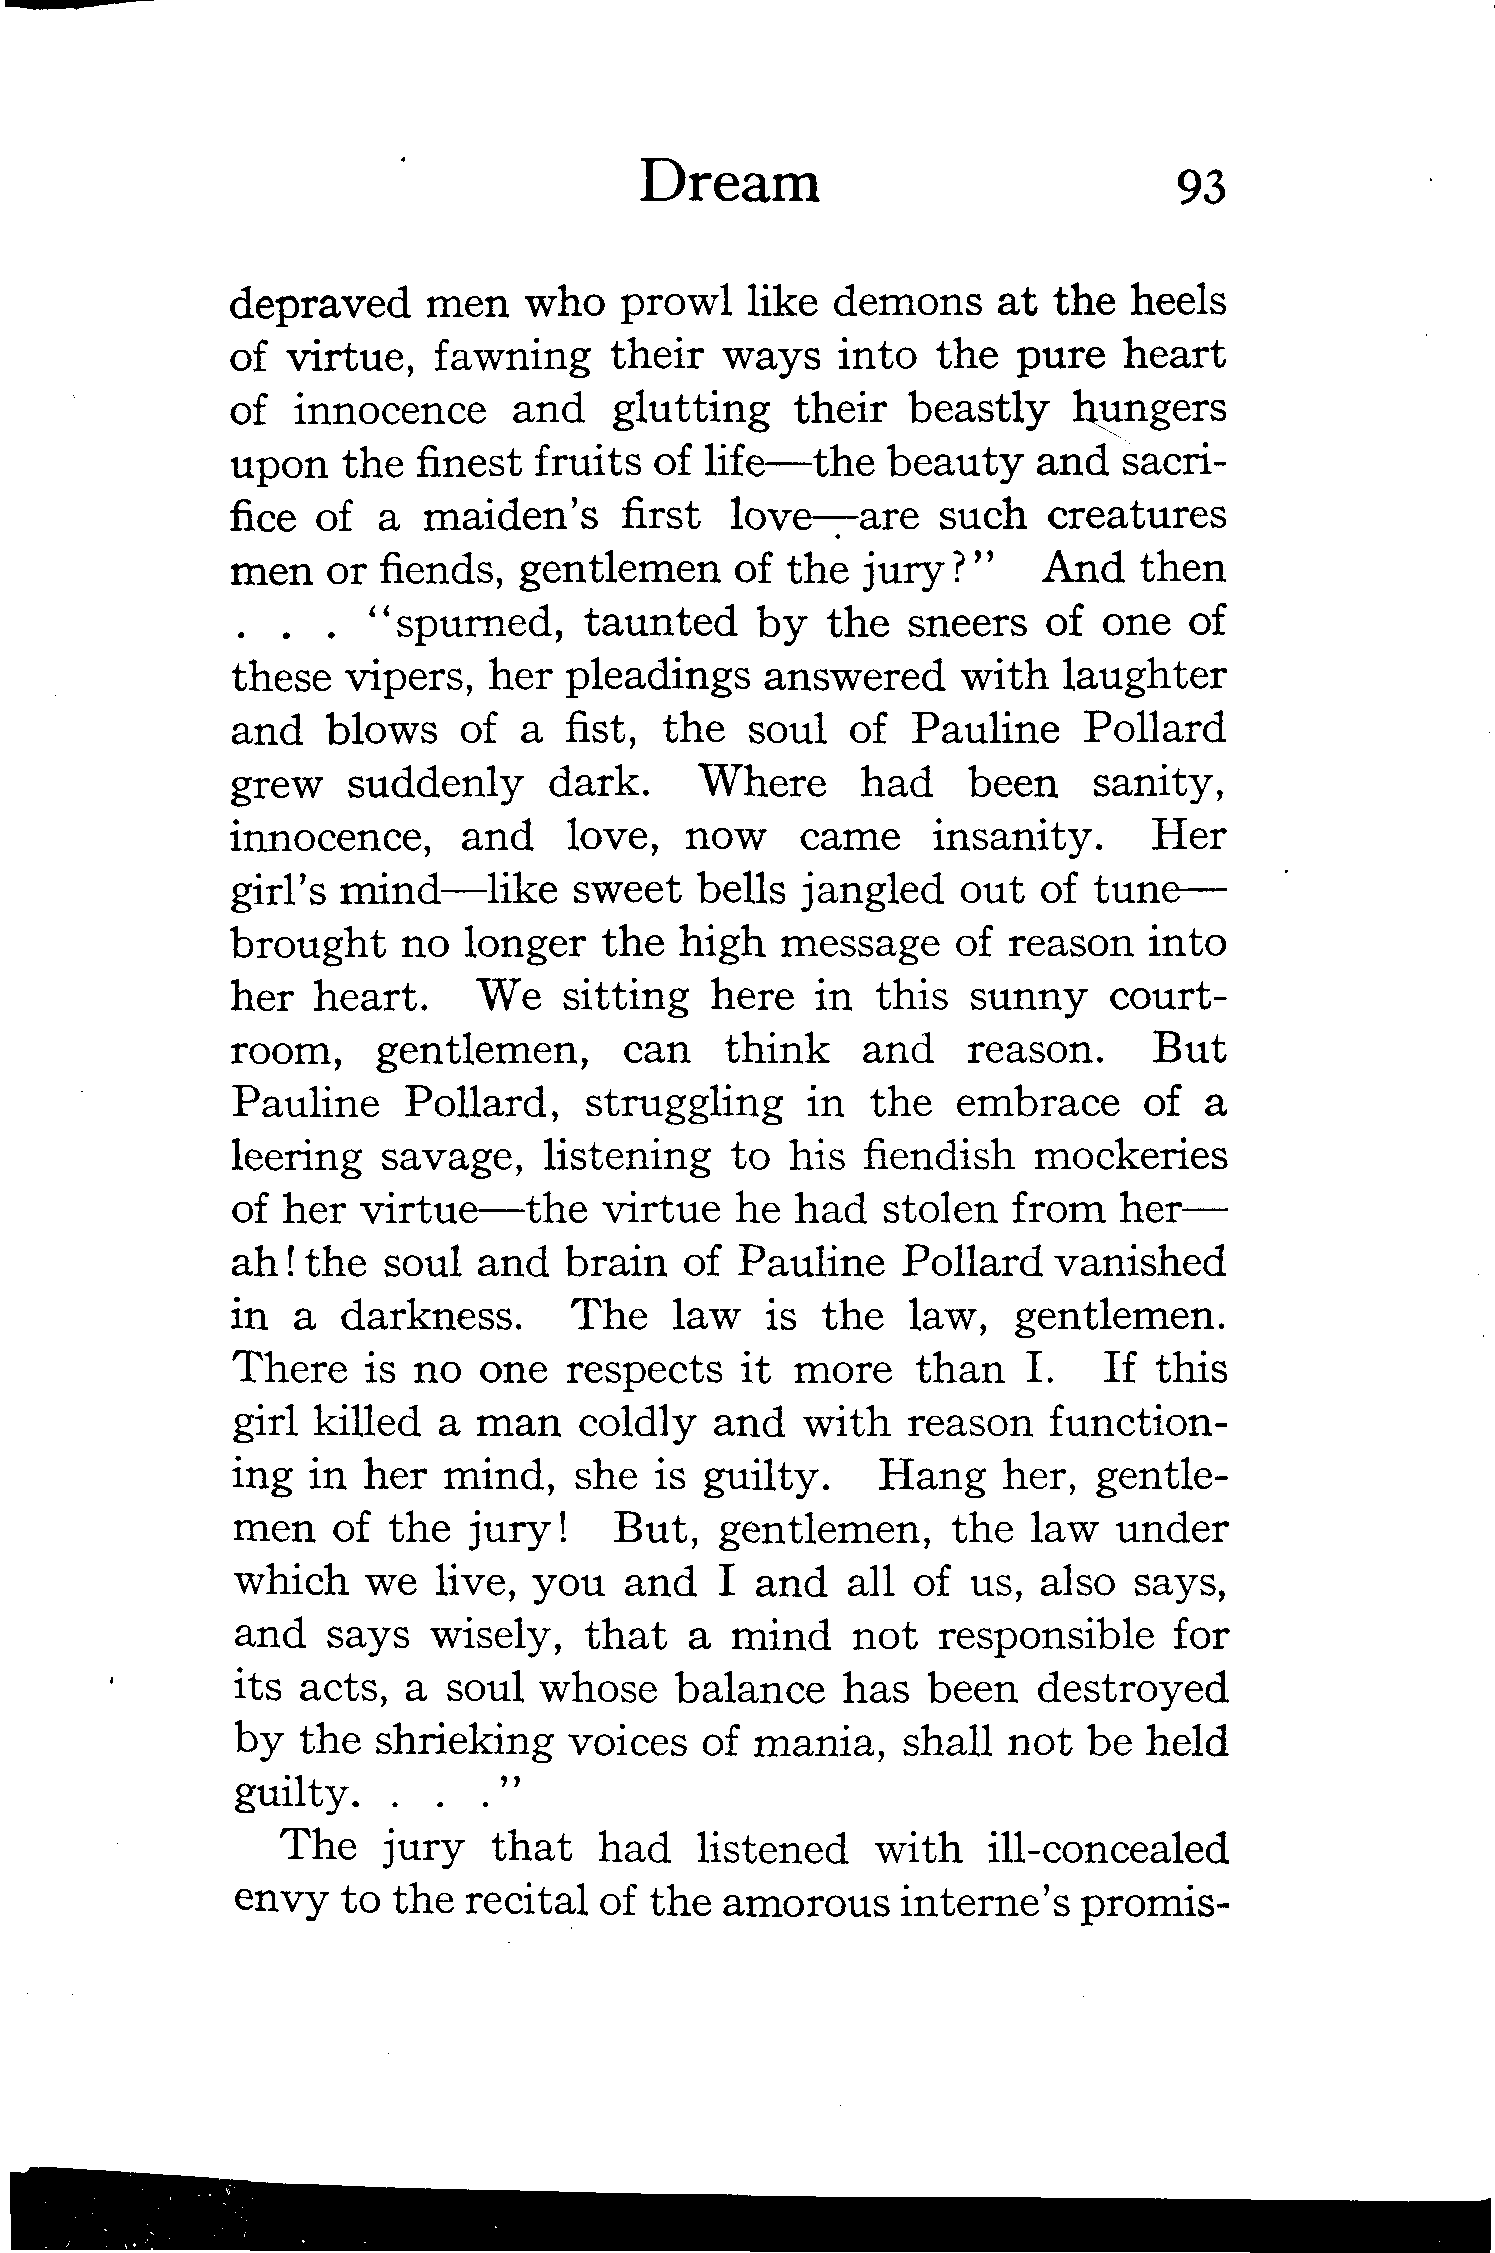 Dream 93
depraved men who prowl like demons at the heels
of virtue, fawning their ways into the pure heart
of innocence and glutting their beastly hungers
upon the finest fruits of life—the beauty and sacri-
fice of a maiden's first love—are such creatures
men or fiends, gentlemen of the jury?" And then
. . . "spurned, taunted by the sneers of one of
these vipers, her pleadings answered with laughter
and blows of a fist, the soul of Pauline Pollard
grew suddenly dark. Where had been sanity,
innocence, and love, now came insanity. Her
girl's mind—like sweet bells jangled out of tune—
brought no longer the high message of reason into
her heart. We sitting here in this sunny court-
room, gentlemen, can think and reason. But
Pauline Pollard, struggling in the embrace of a
leering savage, listening to his fiendish mockeries
of her virtue—the virtue he had stolen from her—
ah! the soul and brain of Pauline Pollard vanished
in a darkness. The law is the law, gentlemen.
There is no one respects it more than I. If this
girl killed a man coldly and with reason function-
ing in her mind, she is guilty. Hang her, gentle-
men of the jury! But, gentlemen, the law under
which we live, you and I and all of us, also says,
and says wisely, that a mind not responsible for
its acts, a soul whose balance has been destroyed
by the shrieking voices of mania, shall not be held
guilty. . . ."
The jury that had listened with ill-concealed
envy to the recital of the amorous interne's promis-